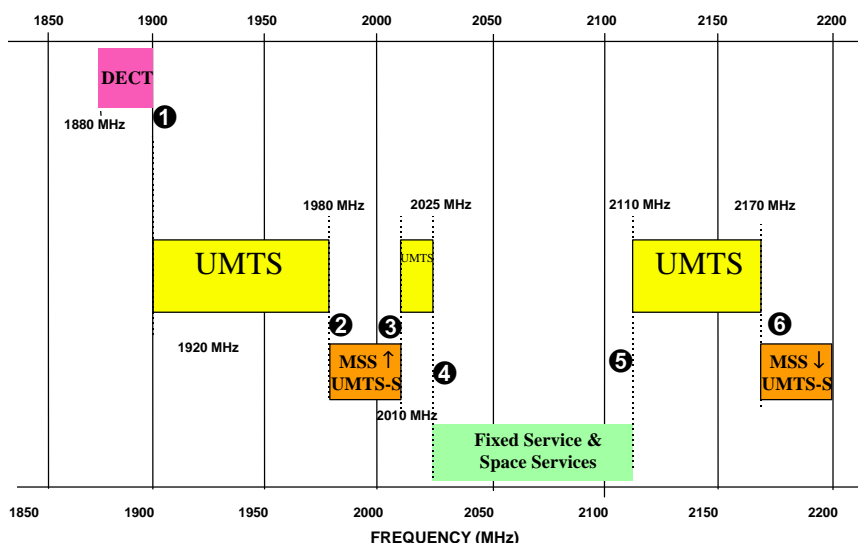 1850 1900 1950 2000 2050 2100 2150 2200
DECT
1880 MHz
❶
1980 MHz 2025 MHz 2110 MHz 2170 MHz
UMTS UMTS UMTS
❷ ❸ ❻
1920 MHz
MSS ↑
UMTS-S
❹ ❺
MSS ↓
UMTS-S
2010 MHz
Fixed Service &
Space Services
1850 1900 1950 2000 2050 2100 2150 2200
FREQUENCY (MHz)